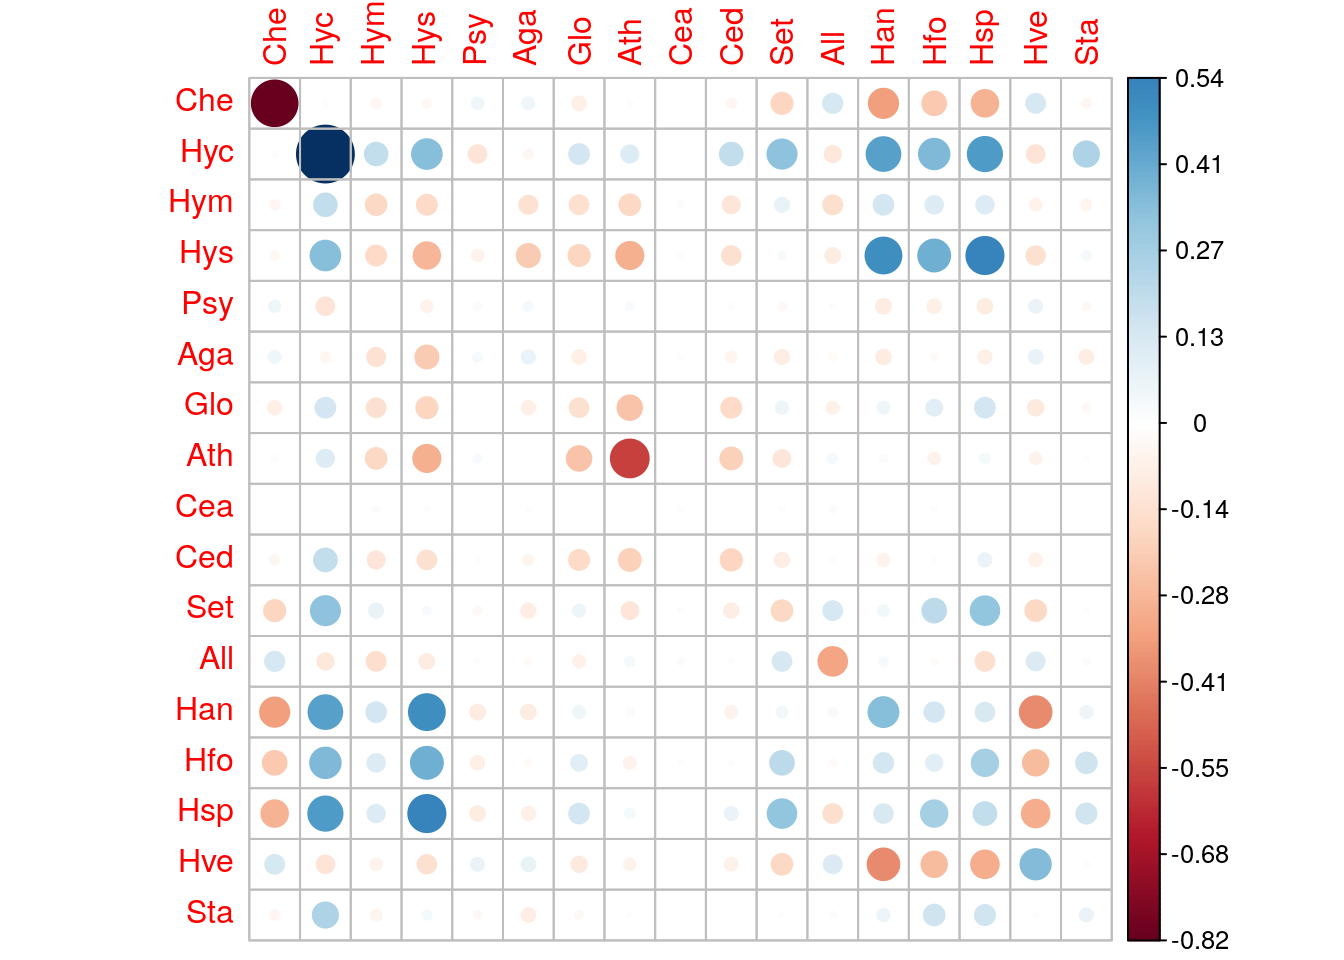 Che Hyc Hym Hys Psy Aga Glo Ath Cea Ced Set All Han Hfo Hsp Hve Sta
Che
Hyc
Hym
Hys
Psy
Aga
Glo
Ath
Cea
Ced
Set
All
Han
Hfo
Hsp
Hve
Sta
0.54
0.41
0.27
0.13
0
-0.14
-0.28
-0.41
-0.55
-0.68
-0.82